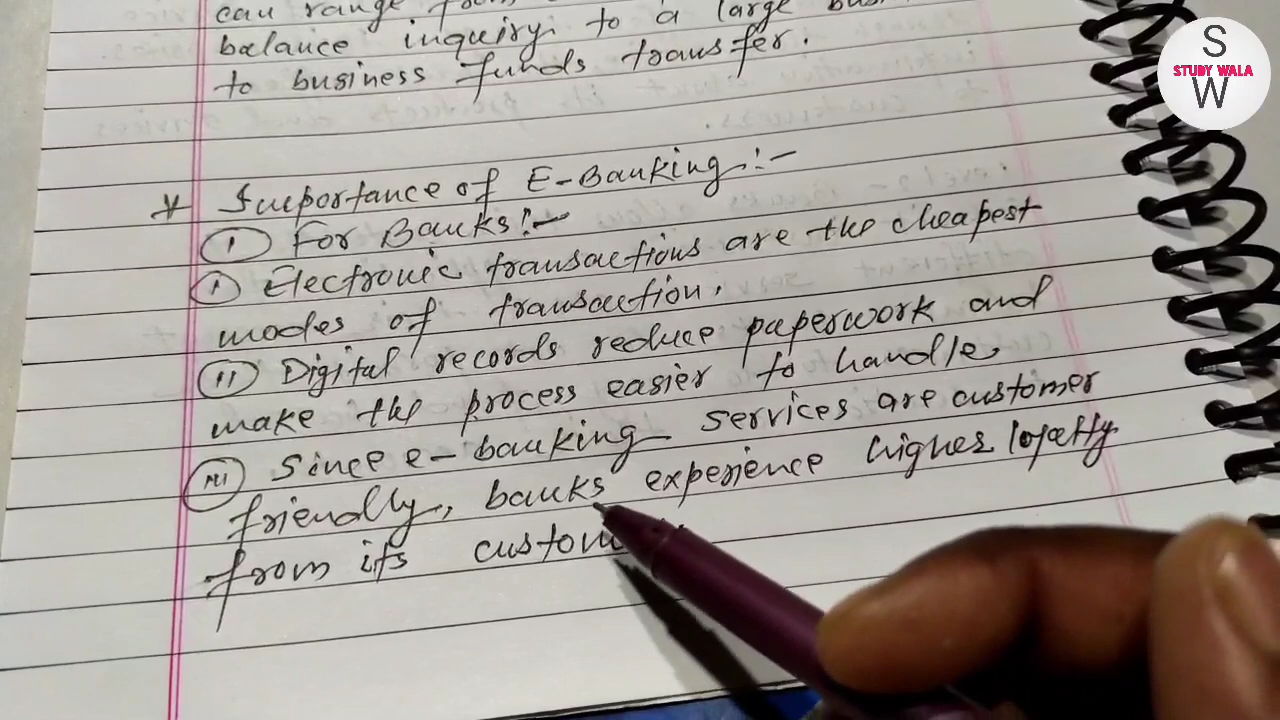 can range
balance inquiry to a large
to business funds transfer.
* Importance of E-Banking:-
① For Banks:-
Ⓘ Electronic transactions are the cheapest
modes of transaction.
(II) Digital records reduce paperwork and
make the process easier to handle.
(III) Since e-banking services are customer
friendly, banks experience higher loyalty
from its
S
STUDY WALA
W